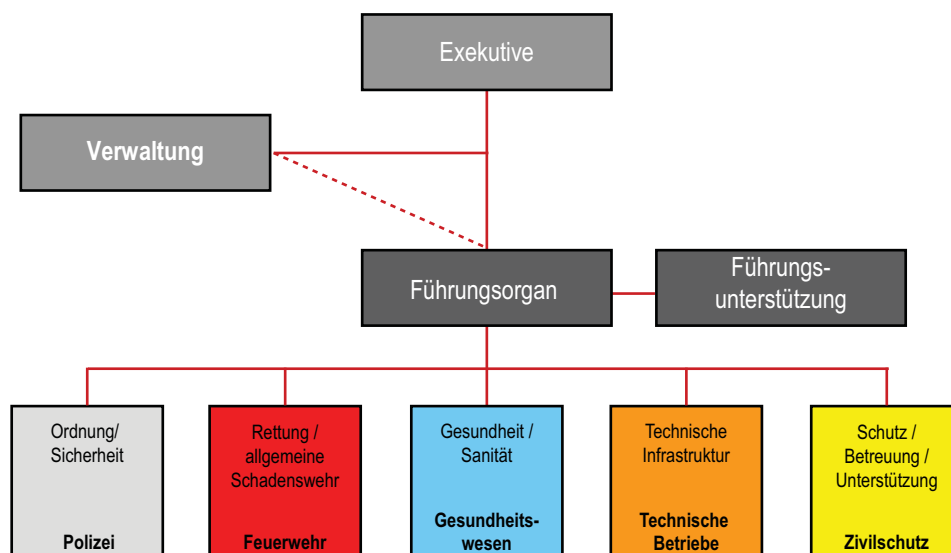 Exekutive
Verwaltung
Führungsorgan
Führungs-
unterstützung
Ordnung/
Sicherheit
Polizei
Rettung /
allgemeine
Schadenswehr
Feuerwehr
Gesundheit /
Sanität
Gesundheits-
wesen
Technische
Infrastruktur
Technische
Betriebe
Schutz /
Betreuung /
Unterstützung
Zivilschutz